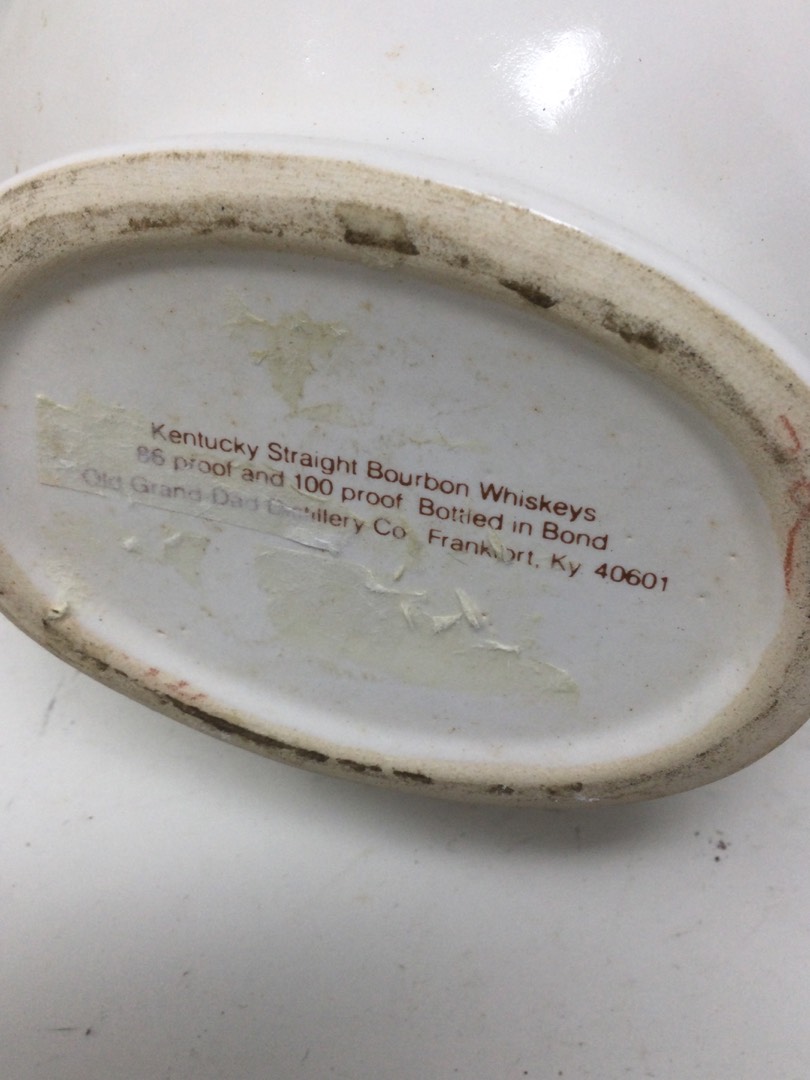 Kentucky Straight Bourbon Whiskeys
86 proof and 100 proof Bottled in Bond
Old Grand-Dad Distillery Co Frankfort, Ky 40601